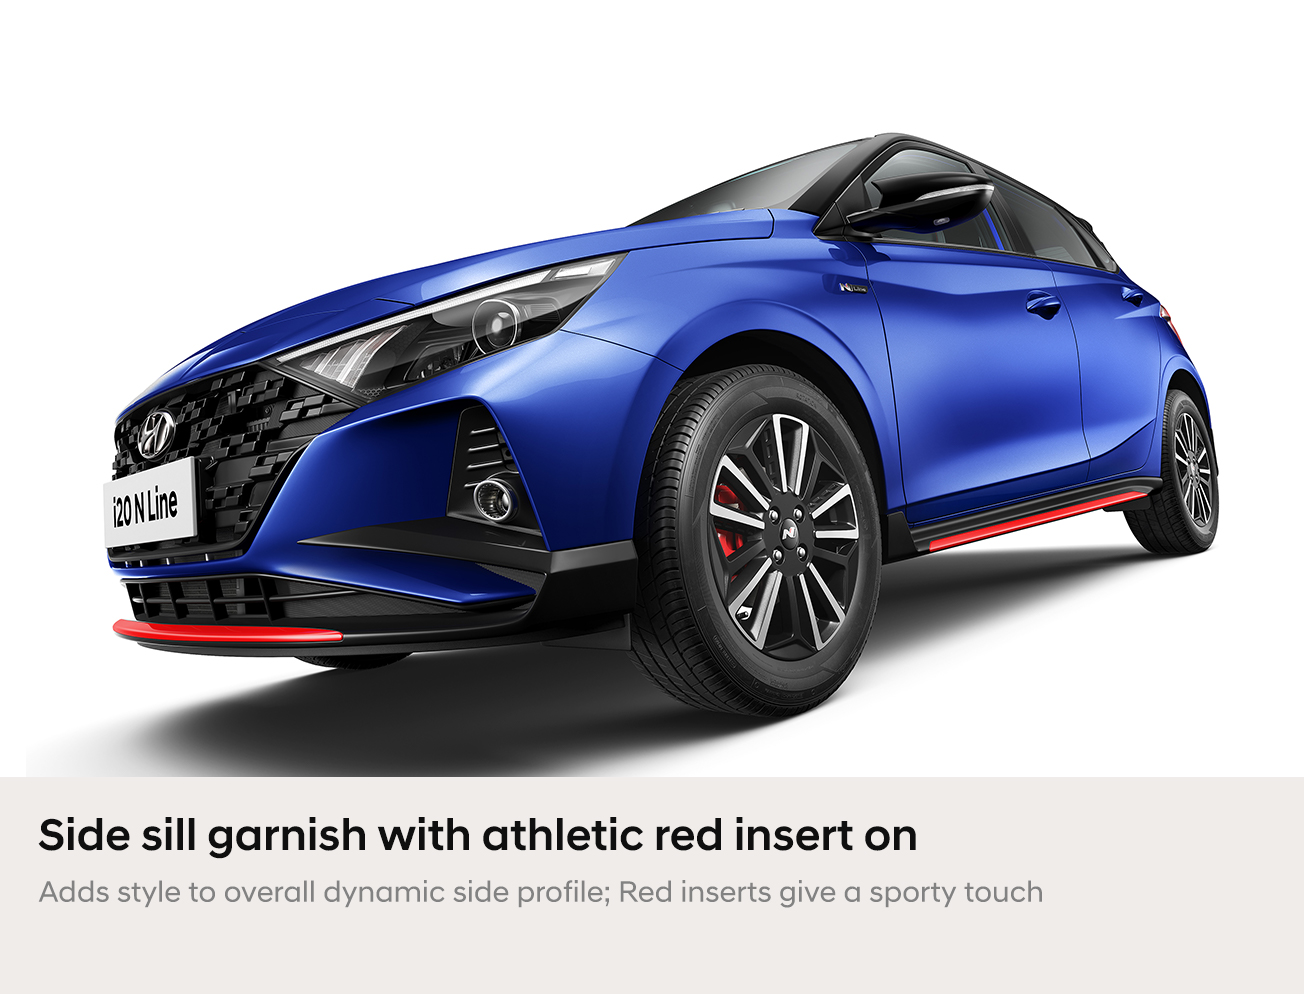 N Line
i20 N Line
N
Side sill garnish with athletic red insert on
Adds style to overall dynamic side profile; Red inserts give a sporty touch